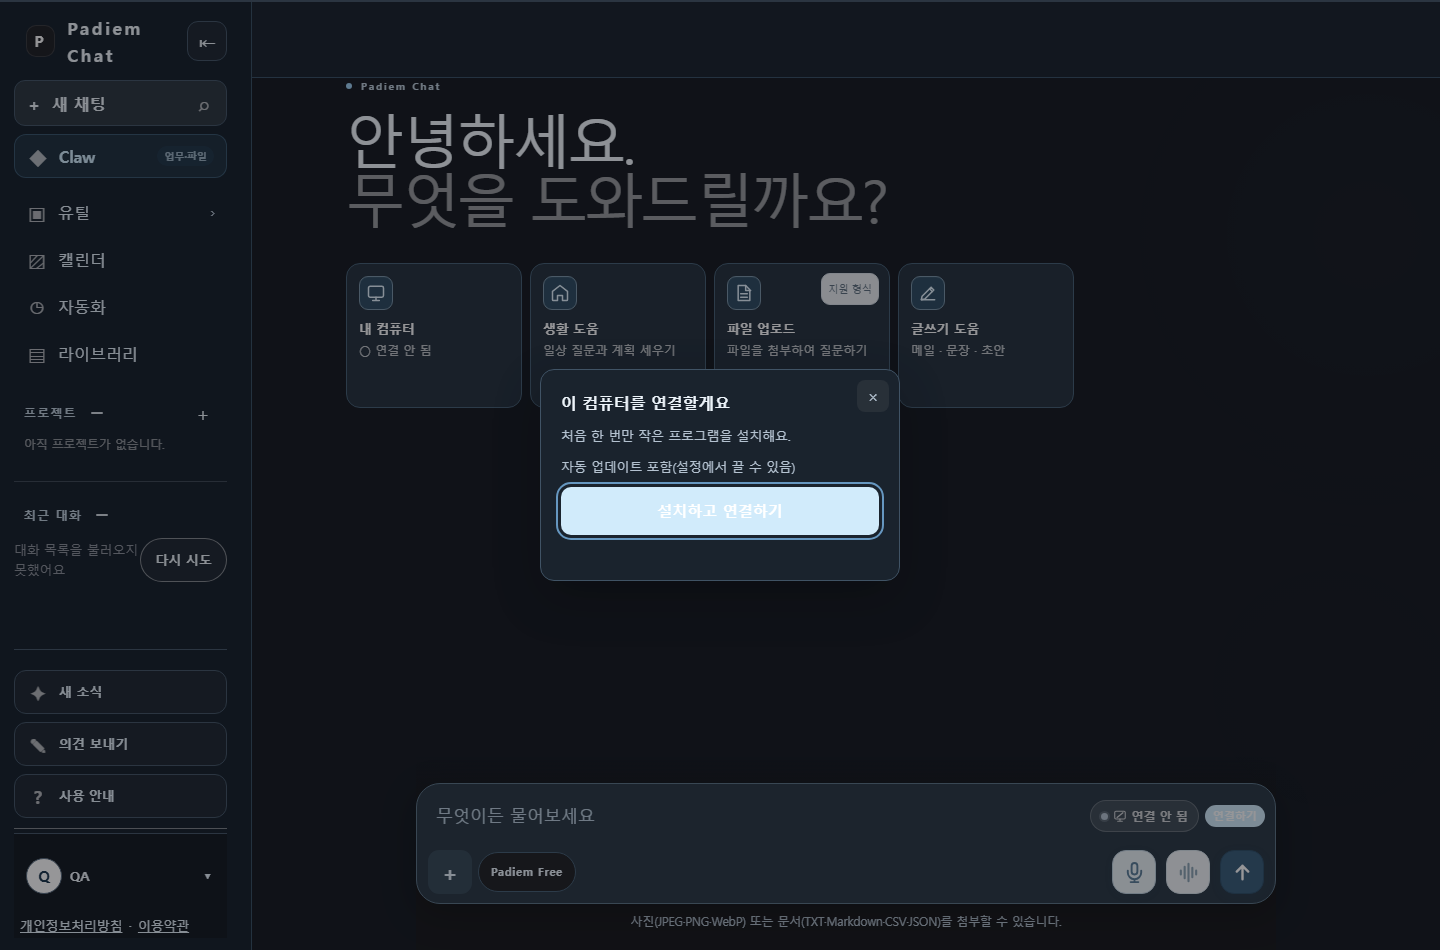 P
Padiem
Chat
+ 새 채팅
Claw 업무·파일
유틸
캘린더
자동화
라이브러리
프로젝트
아직 프로젝트가 없습니다.
최근 대화
대화 목록을 불러오지
못했어요
다시 시도
새 소식
의견 보내기
? 사용 안내
Q QA
개인정보처리방침 · 이용약관
Padiem Chat
안녕하세요.
무엇을 도와드릴까요?
내 컴퓨터
연결 안 됨
생활 도움
일상 질문과 계획 세우기
지원 형식
파일 업로드
파일을 첨부하여 질문하기
글쓰기 도움
메일 · 문장 · 초안
이 컴퓨터를 연결할게요
×
처음 한 번만 작은 프로그램을 설치해요.
자동 업데이트 포함(설정에서 끌 수 있음)
설치하고 연결하기
무엇이든 물어보세요
연결 안 됨
연결하기
+
Padiem Free
사진(JPEG·PNG·WebP) 또는 문서(TXT·Markdown·CSV·JSON)를 첨부할 수 있습니다.